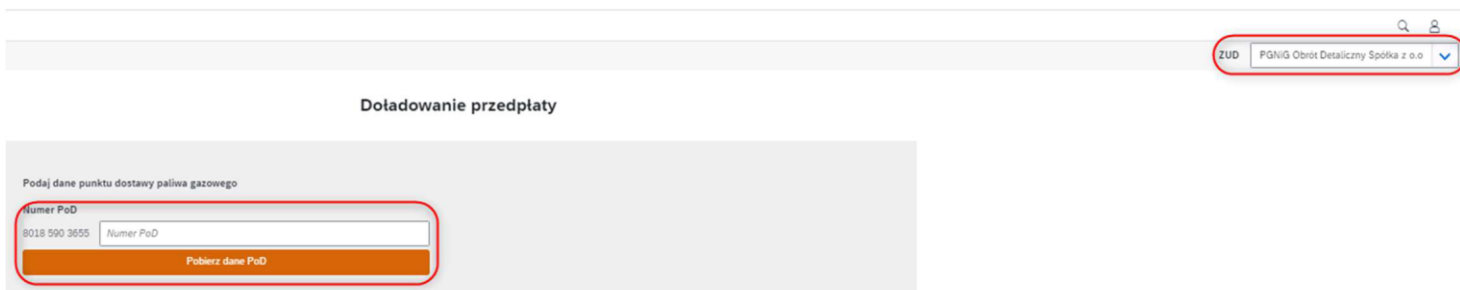 ZUD PGNiG Obrót Detaliczny Spółka z o.o
Doładowanie przedpłaty
Podaj dane punktu dostawy paliwa gazowego
Numer PoD
8018 590 3655 Numer PoD
Pobierz dane PoD